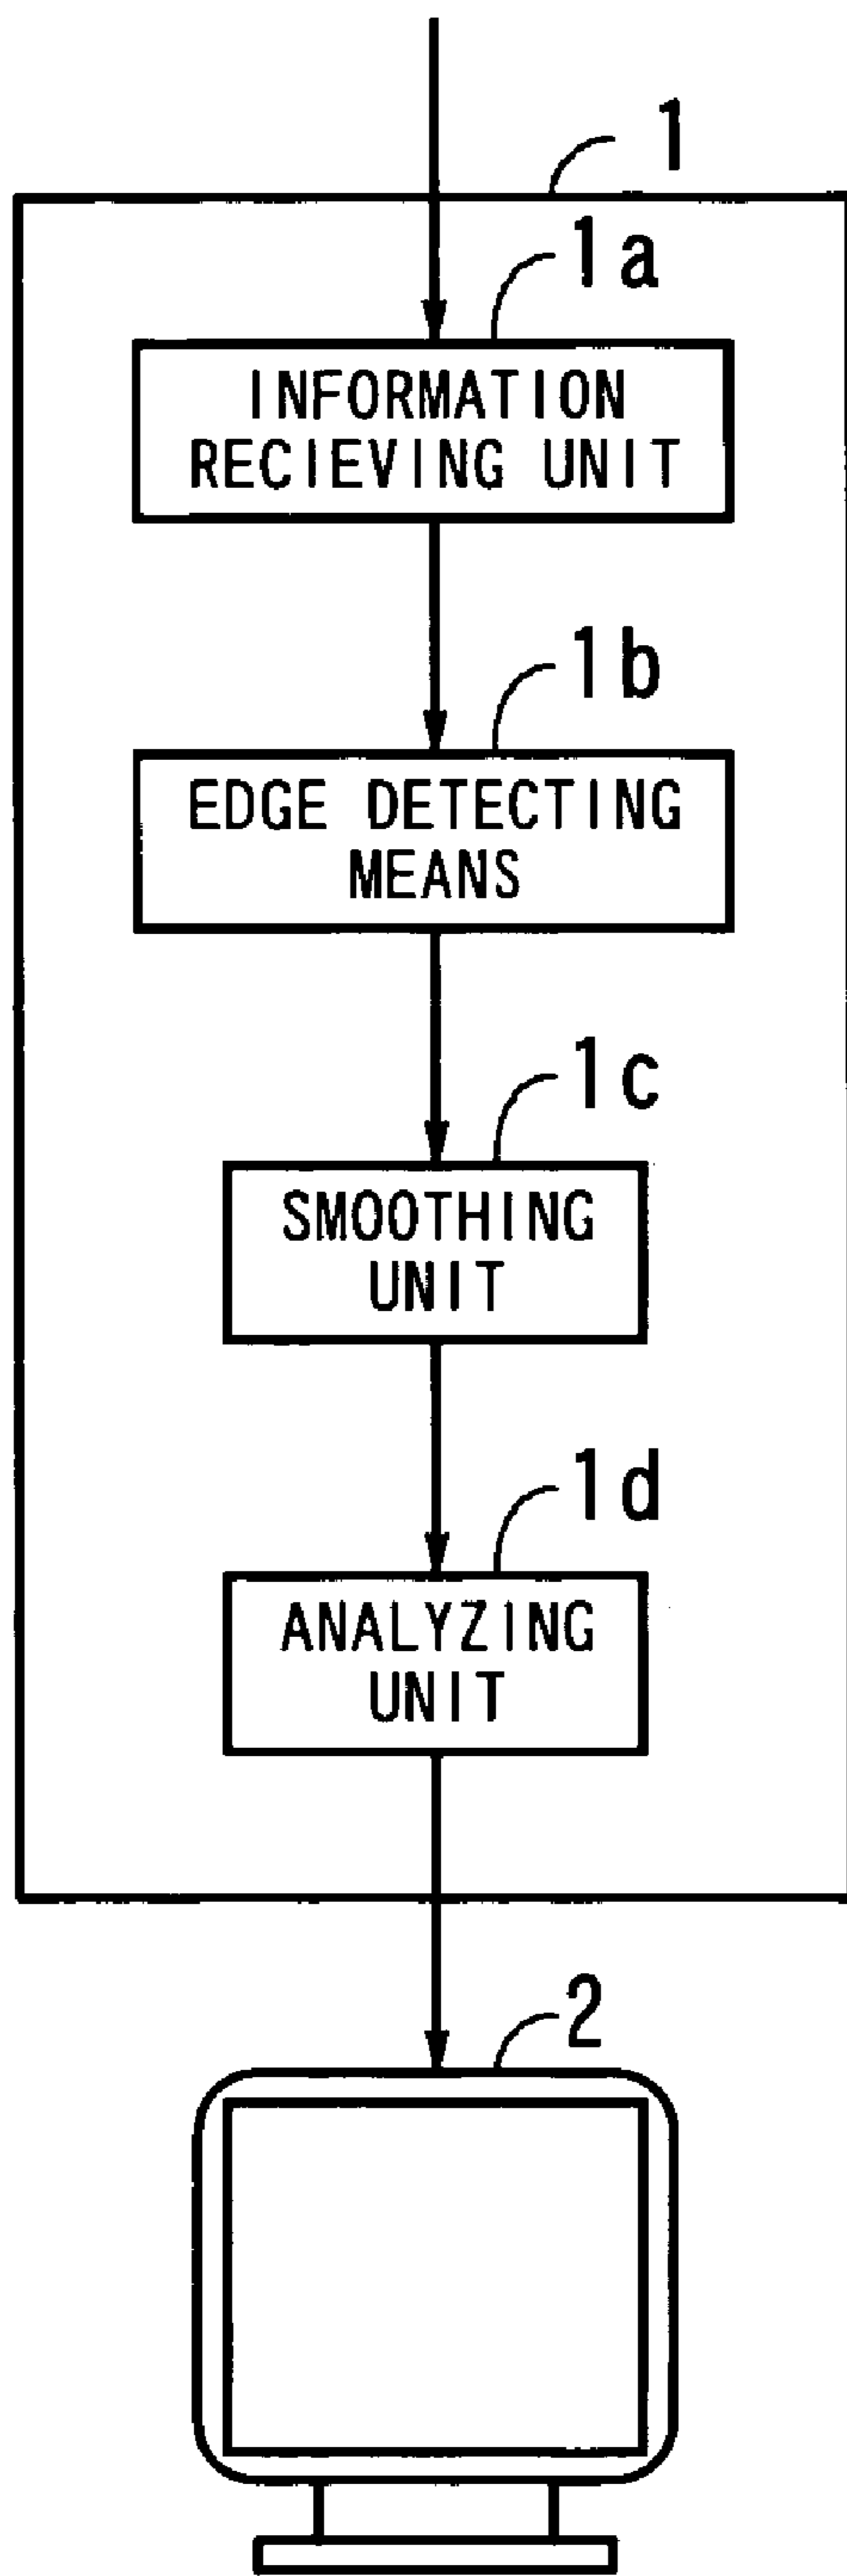 1
1a
INFORMATION
RECIEVING UNIT
1b
EDGE DETECTING
MEANS
1c
SMOOTHING
UNIT
1d
ANALYZING
UNIT
2